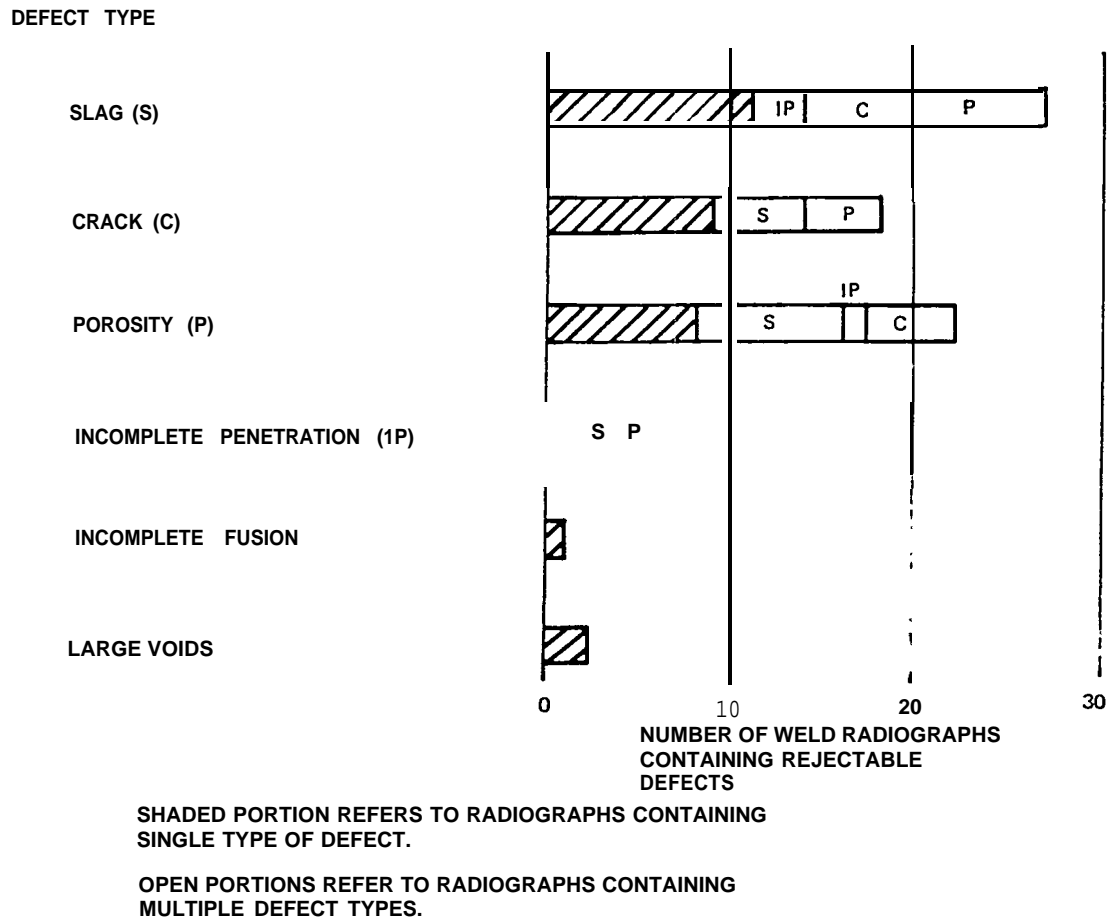 DEFECT TYPE
SLAG (S)
IP
C
P
CRACK (C)
S
P
IP
POROSITY (P)
S
C
INCOMPLETE PENETRATION (1P)
S P
INCOMPLETE FUSION
LARGE VOIDS
0
10
20
30
NUMBER OF WELD RADIOGRAPHS
CONTAINING REJECTABLE
DEFECTS
SHADED PORTION REFERS TO RADIOGRAPHS CONTAINING
SINGLE TYPE OF DEFECT.
OPEN PORTIONS REFER TO RADIOGRAPHS CONTAINING
MULTIPLE DEFECT TYPES.